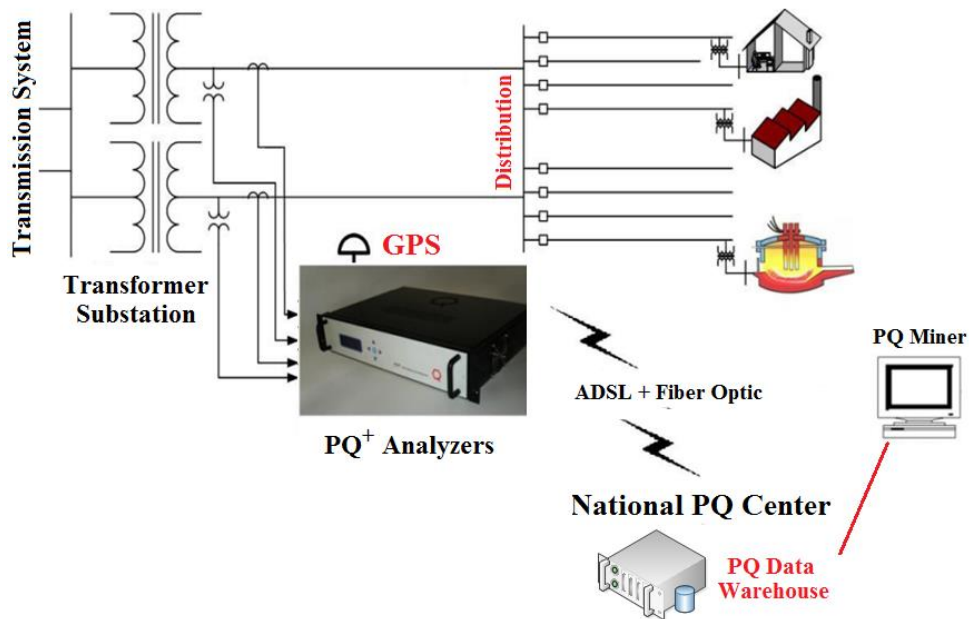 Transmission System
Distribution
GPS
Transformer
Substation
PQ⁺ Analyzers
PQ Miner
ADSL + Fiber Optic
National PQ Center
PQ Data
Warehouse